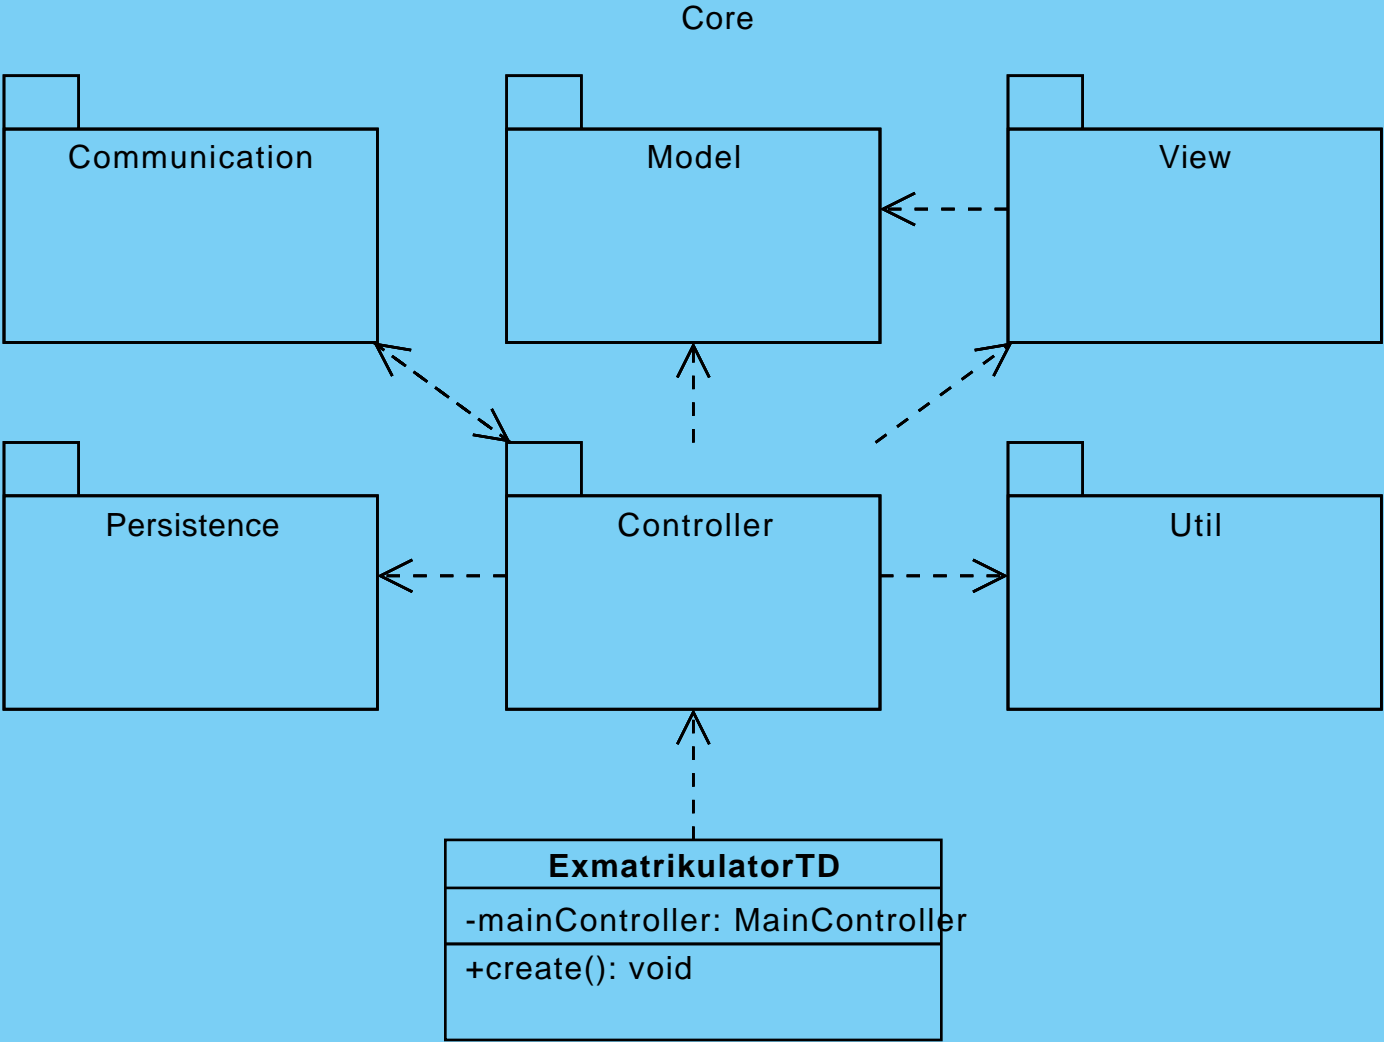 Core
Communication
Model
View
Persistence
Controller
Util
ExmatrikulatorTD
-mainController: MainController
+create(): void